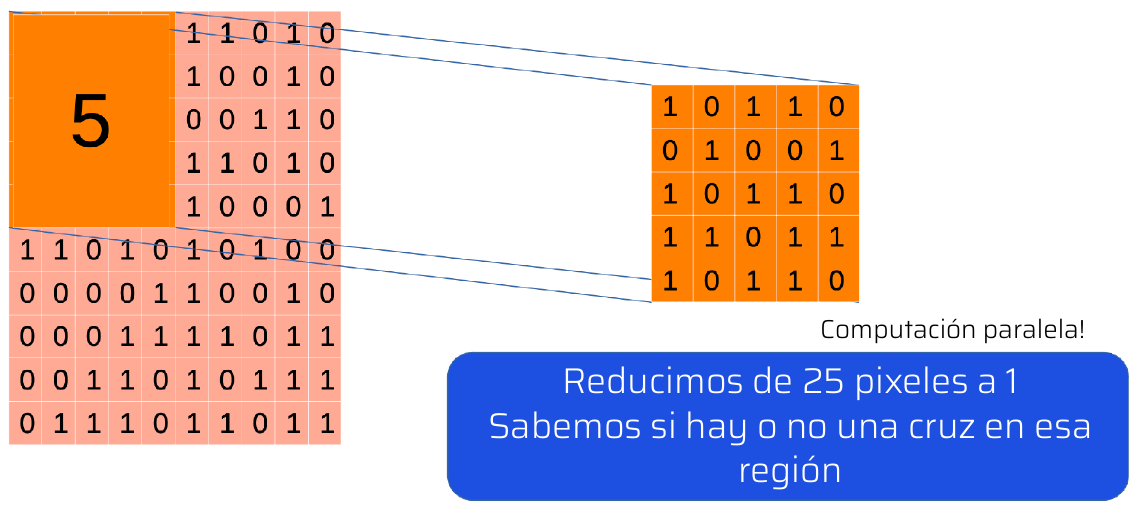 1 1 0 1 0
1 0 0 1 0
5
0 0 1 1 0
1 1 0 1 0
1 0 0 0 1
1 1 0 1 0 1 0 1 0 0
0 0 0 0 1 1 0 0 1 0
0 0 0 1 1 1 1 0 1 1
0 0 1 1 0 1 0 1 1 1
0 1 1 1 0 1 1 0 1 1
1 0 1 1 0
0 1 0 0 1
1 0 1 1 0
1 1 0 1 1
1 0 1 1 0
Computación paralela!
Reducimos de 25 pixeles a 1
Sabemos si hay o no una cruz en esa
región